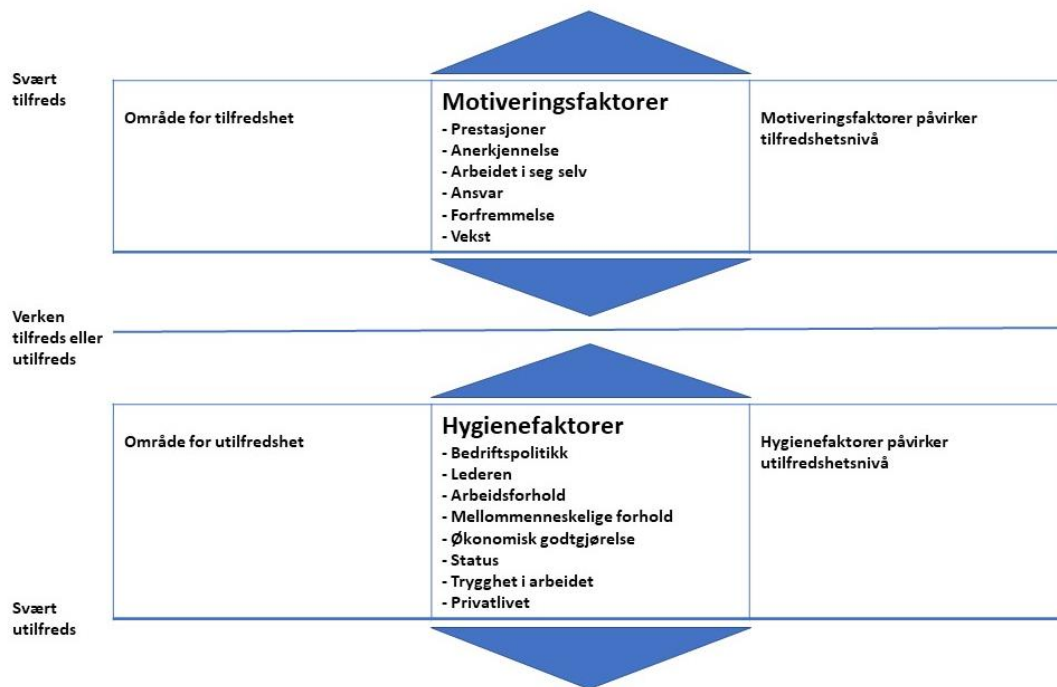 Svært
tilfreds
Område for tilfredshet
Motiveringsfaktorer
- Prestasjoner
- Anerkjennelse
- Arbeidet i seg selv
- Ansvar
- Forfremmelse
- Vekst
Motiveringsfaktorer påvirker
tilfredshetsnivå
Verken
tilfreds eller
utilfreds
Område for utilfredshet
Hygienefaktorer
- Bedriftspolitikk
- Lederen
- Arbeidsforhold
- Mellommenneskelige forhold
- Økonomisk godtgjørelse
- Status
- Trygghet i arbeidet
- Privatlivet
Hygienefaktorer påvirker
utilfredshetsnivå
Svært
utilfreds